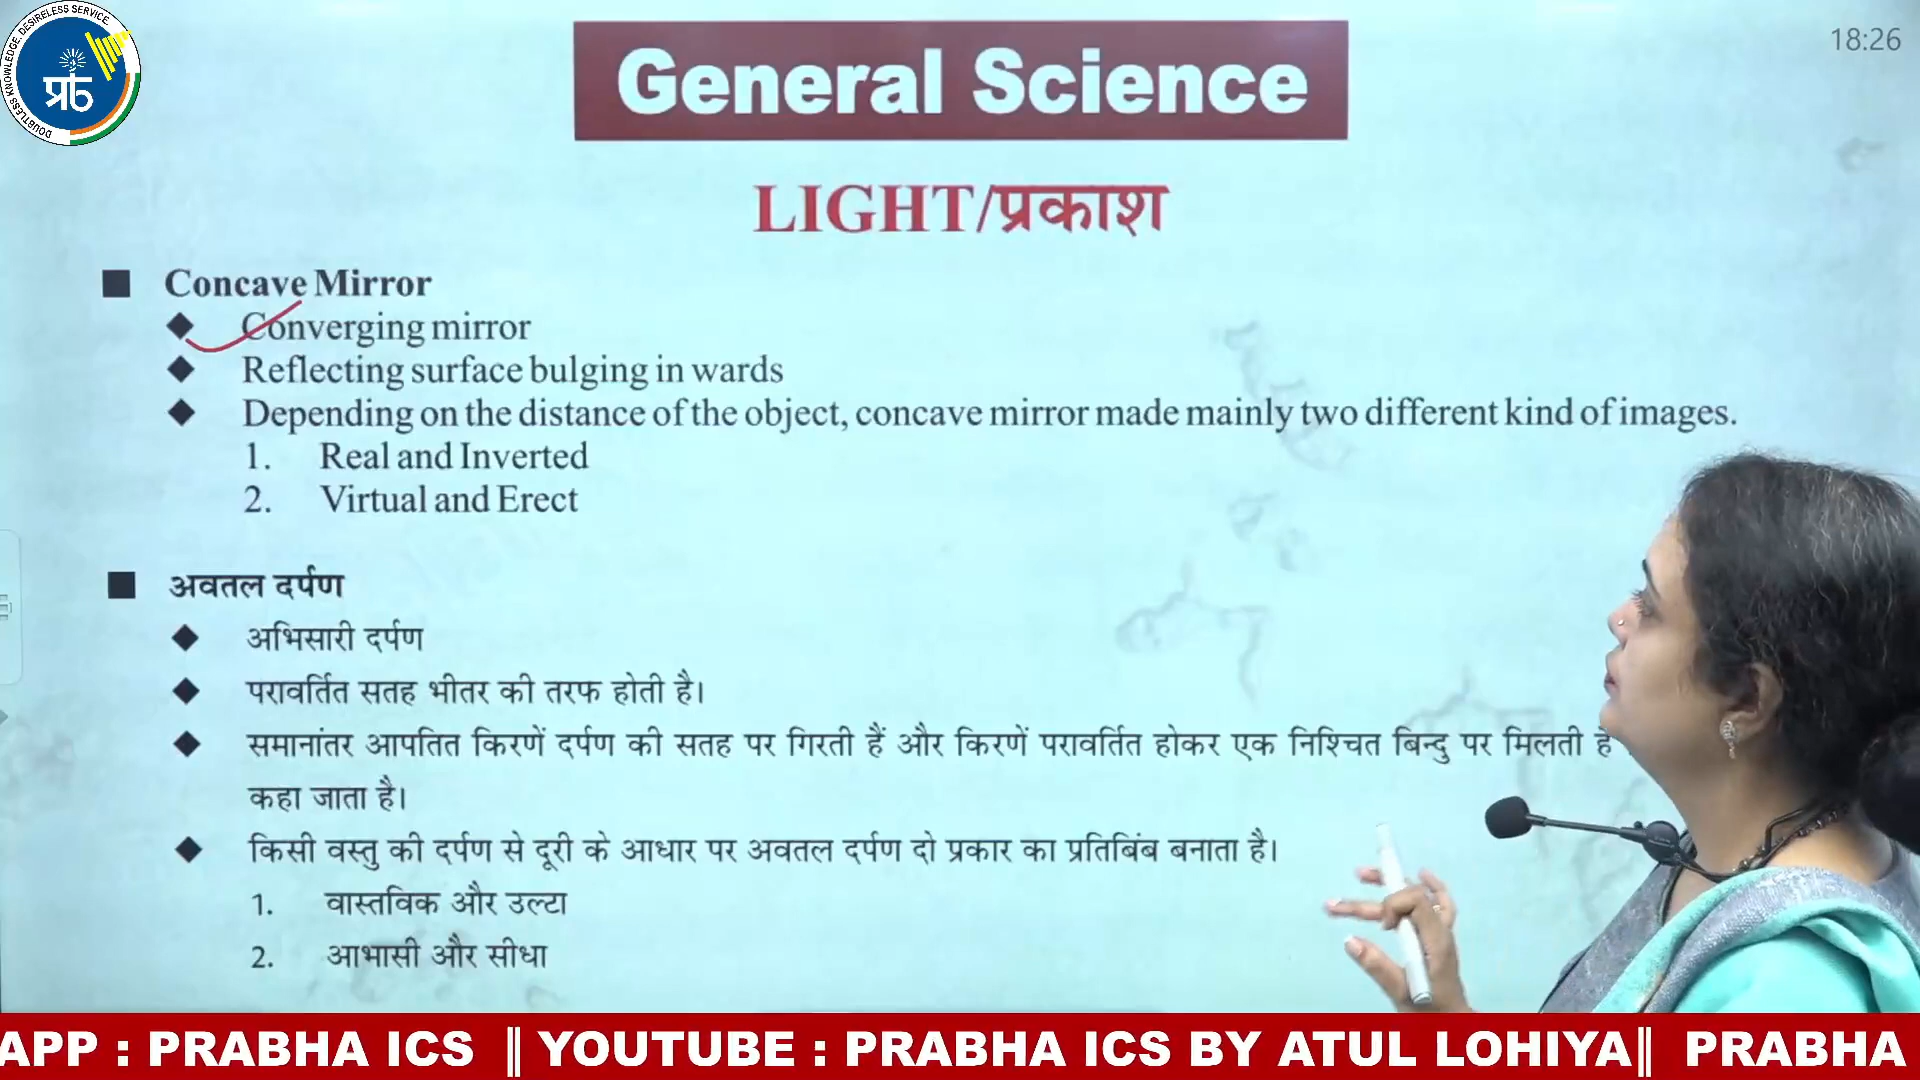 DOUBTLESS KNOWLEDGE, DESIRELESS SERVICE
प्रભ
General Science
18:26
LIGHT/प्रकाश
Concave Mirror
Converging mirror
Reflecting surface bulging in wards
Depending on the distance of the object, concave mirror made mainly two different kind of images.
1. Real and Inverted
2. Virtual and Erect
अवतल दर्पण
अभिसारी दर्पण
परावर्तित सतह भीतर की तरफ होती है।
समानांतर आपतित किरणें दर्पण की सतह पर गिरती हैं और किरणें परावर्तित होकर एक निश्चित बिन्दु पर मिलती है
कहा जाता है।
किसी वस्तु की दर्पण से दूरी के आधार पर अवतल दर्पण दो प्रकार का प्रतिबिंब बनाता है।
1. वास्तविक और उल्टा
2. आभासी और सीधा
APP : PRABHA ICS || YOUTUBE : PRABHA ICS BY ATUL LOHIYA|| PRABHA